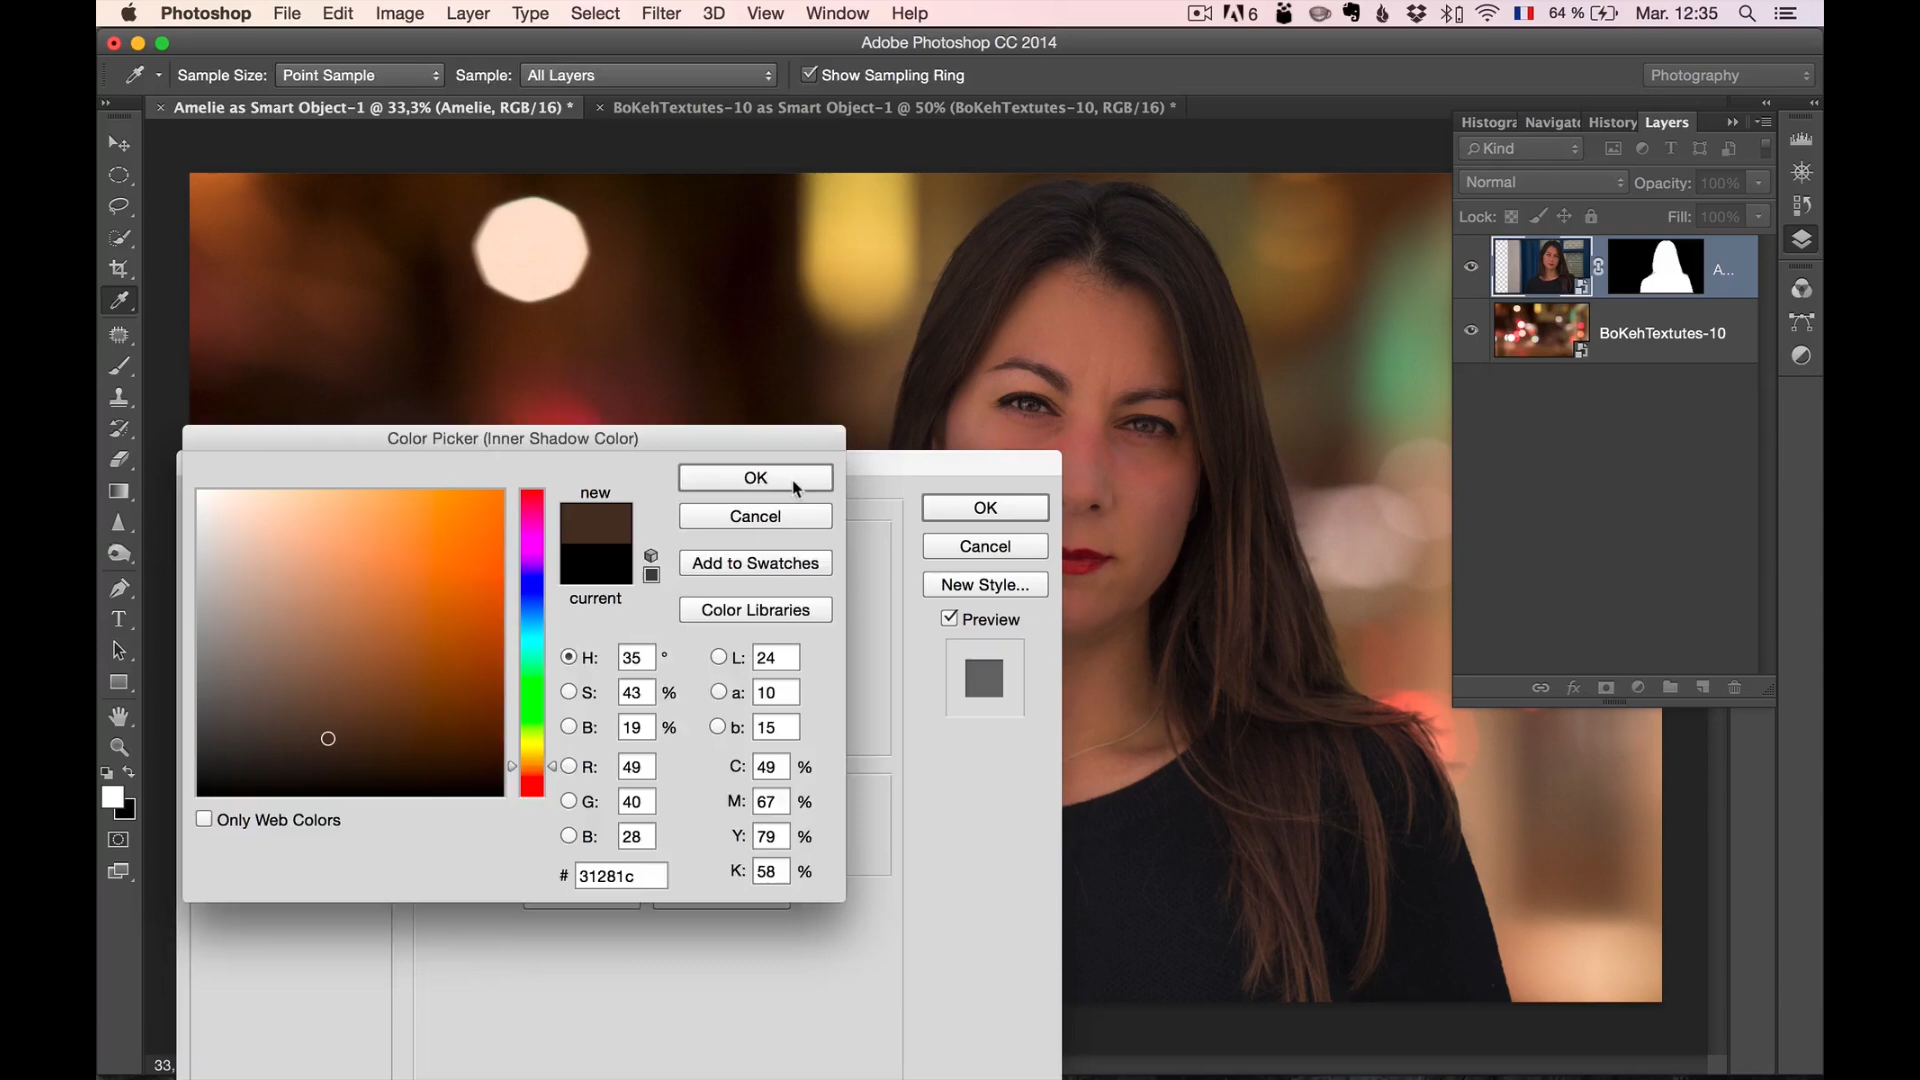 Photoshop File Edit Image Layer Type Select Filter 3D View Window Help 6 64 % Mar. 12:35
Adobe Photoshop CC 2014
Sample Size: Point Sample Sample: All Layers Show Sampling Ring Photography
× Amelie as Smart Object-1 @ 33,3% (Amelie, RGB/16) * × BoKehTextutes-10 as Smart Object-1 @ 50% (BoKehTextutes-10, RGB/16) *
Histogra Navigato History Layers
Kind
Normal Opacity: 100%
Lock: Fill: 100%
A...
BoKehTextutes-10
Color Picker (Inner Shadow Color)
new
current
OK
Cancel
Add to Swatches
Color Libraries
H: 35 ° L: 24
S: 43 % a: 10
B: 19 % b: 15
R: 49 C: 49 %
G: 40 M: 67 %
B: 28 Y: 79 %
# 31281c K: 58 %
Only Web Colors
OK
Cancel
New Style...
Preview
T
33,